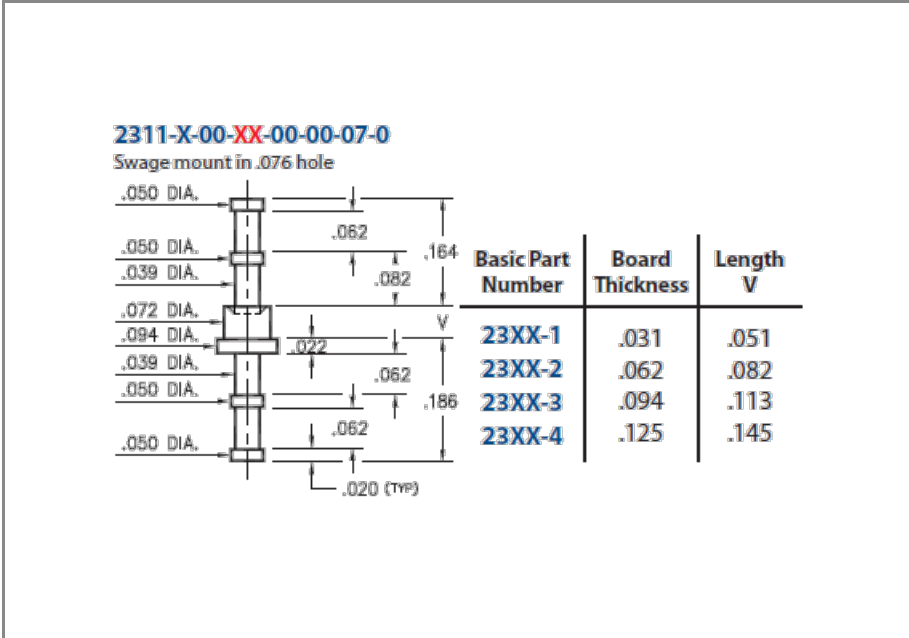 2311-X-00-XX-00-00-07-0
Swage mount in .076 hole
.050 DIA.
.062
.164
.050 DIA.
.082
.039 DIA.
.072 DIA.
V
.094 DIA.
.022
.039 DIA.
.062
.050 DIA.
.186
.062
.050 DIA.
.020 (TYP)
Basic Part Board Length
Number Thickness V
23XX-1 .031 .051
23XX-2 .062 .082
23XX-3 .094 .113
23XX-4 .125 .145